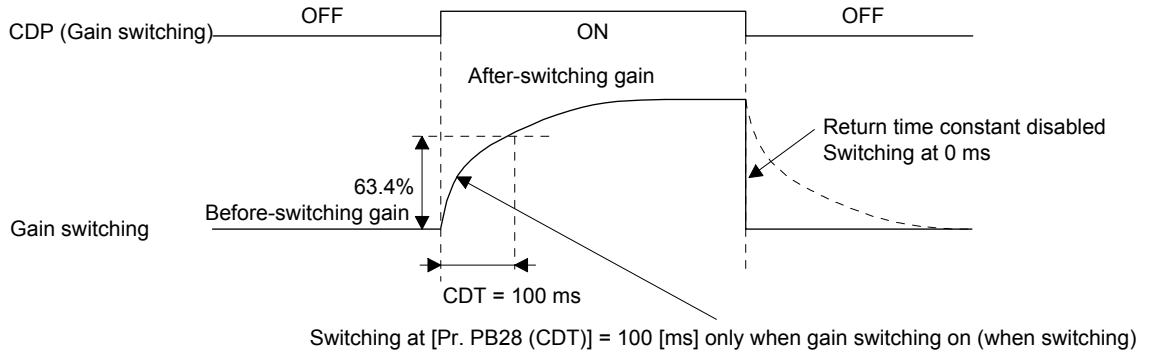 OFF
OFF
CDP (Gain switching)
ON
After-switching gain
Return time constant disabled
Switching at 0 ms
63.4%
Before-switching gain
Gain switching
CDT = 100 ms
Switching at [Pr. PB28 (CDT)] = 100 [ms] only when gain switching on (when switching)